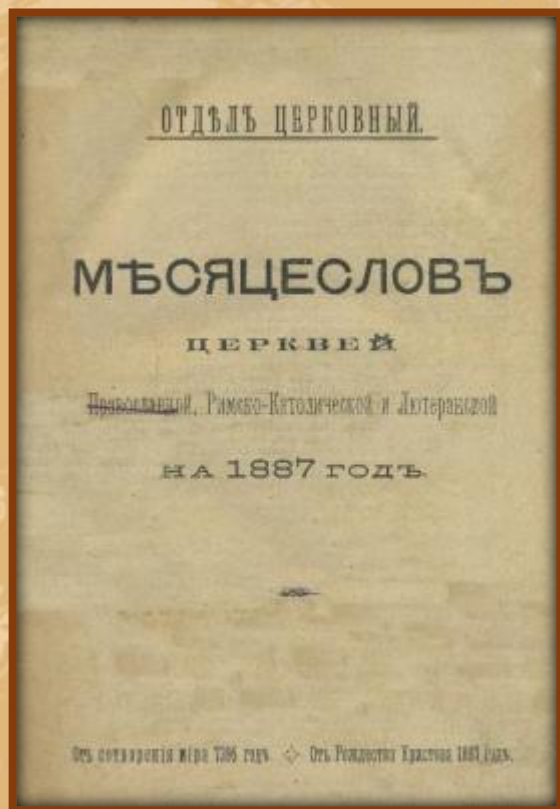 ОТДѢЛЪ ЦЕРКОВНЫЙ.
МѢСЯЦЕСЛОВЪ
ЦЕРКВЕЙ
Православной, Римско-Католической и Лютеранской
НА 1887 ГОДЪ.
Отъ сотворенія міра годъ Отъ Рождества Христова 1887 годъ.